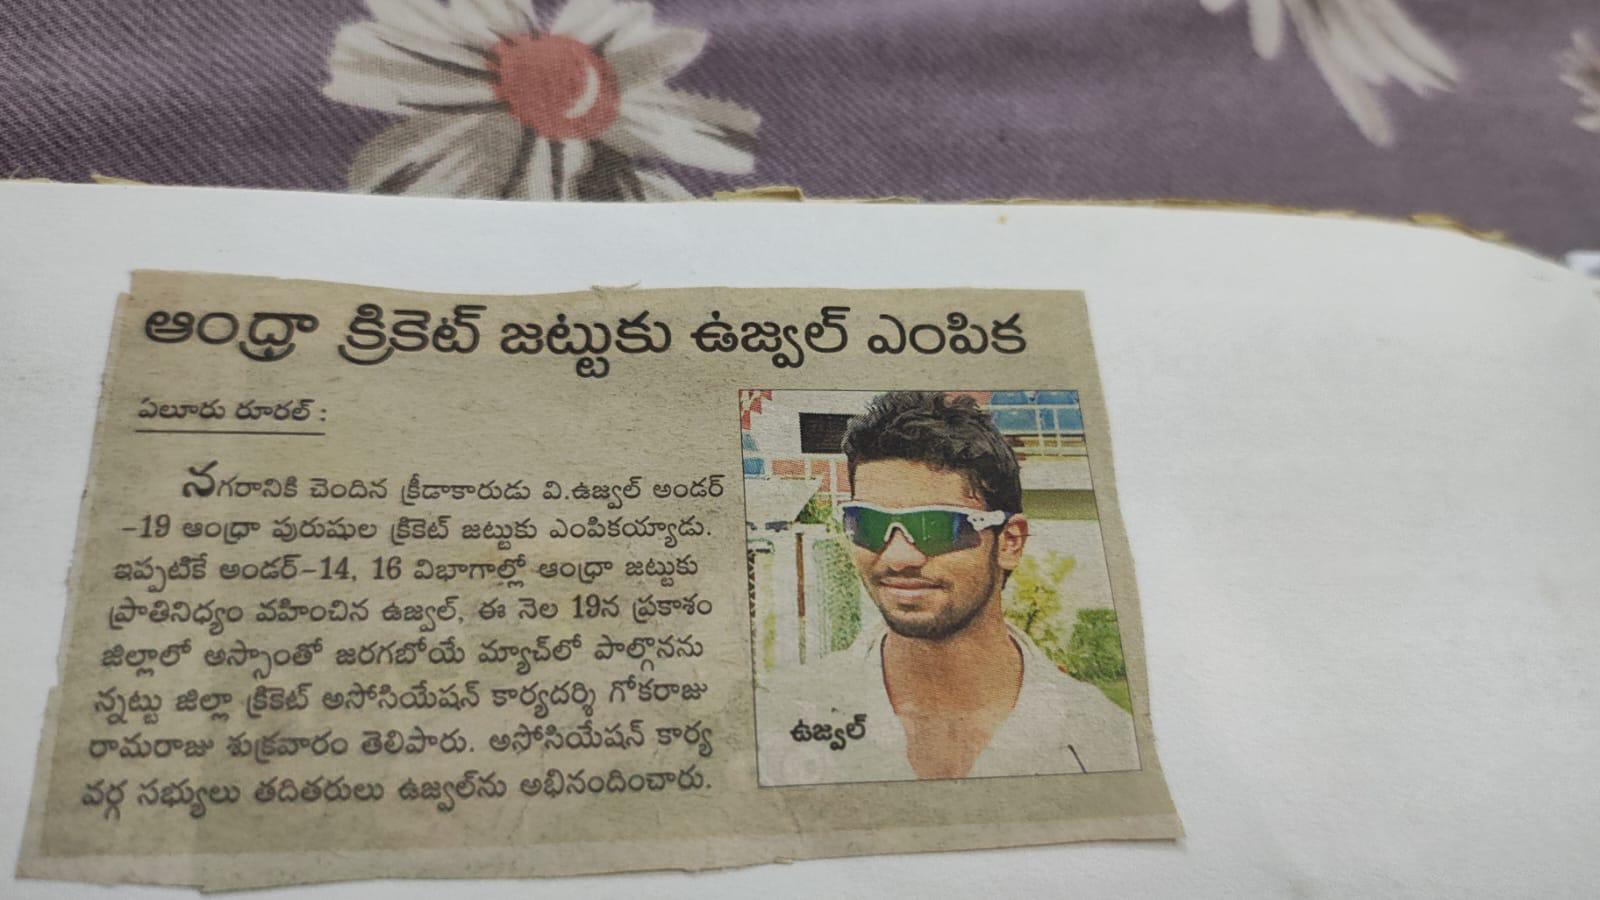 ఆంధ్రా క్రికెట్ జట్టుకు ఉజ్వల్ ఎంపిక
ఏలూరు రూరల్ :
నగరానికి చెందిన క్రీడాకారుడు వి.ఉజ్వల్ అండర్
-19 ఆంధ్రా పురుషుల క్రికెట్ జట్టుకు ఎంపికయ్యాడు.
ఇప్పటికే అండర్-14, 16 విభాగాల్లో ఆంధ్రా జట్టుకు
ప్రాతినిధ్యం వహించిన ఉజ్వల్, ఈ నెల 19న ప్రకాశం
జిల్లాలో అస్సాంతో జరగబోయే మ్యాచ్‌లో పాల్గొనను
న్నట్టు జిల్లా క్రికెట్ అసోసియేషన్ కార్యదర్శి గోకరాజు
రామరాజు శుక్రవారం తెలిపారు. అసోసియేషన్ కార్య
వర్గ సభ్యులు తదితరులు ఉజ్వల్‌ను అభినందించారు.
ఉజ్వల్